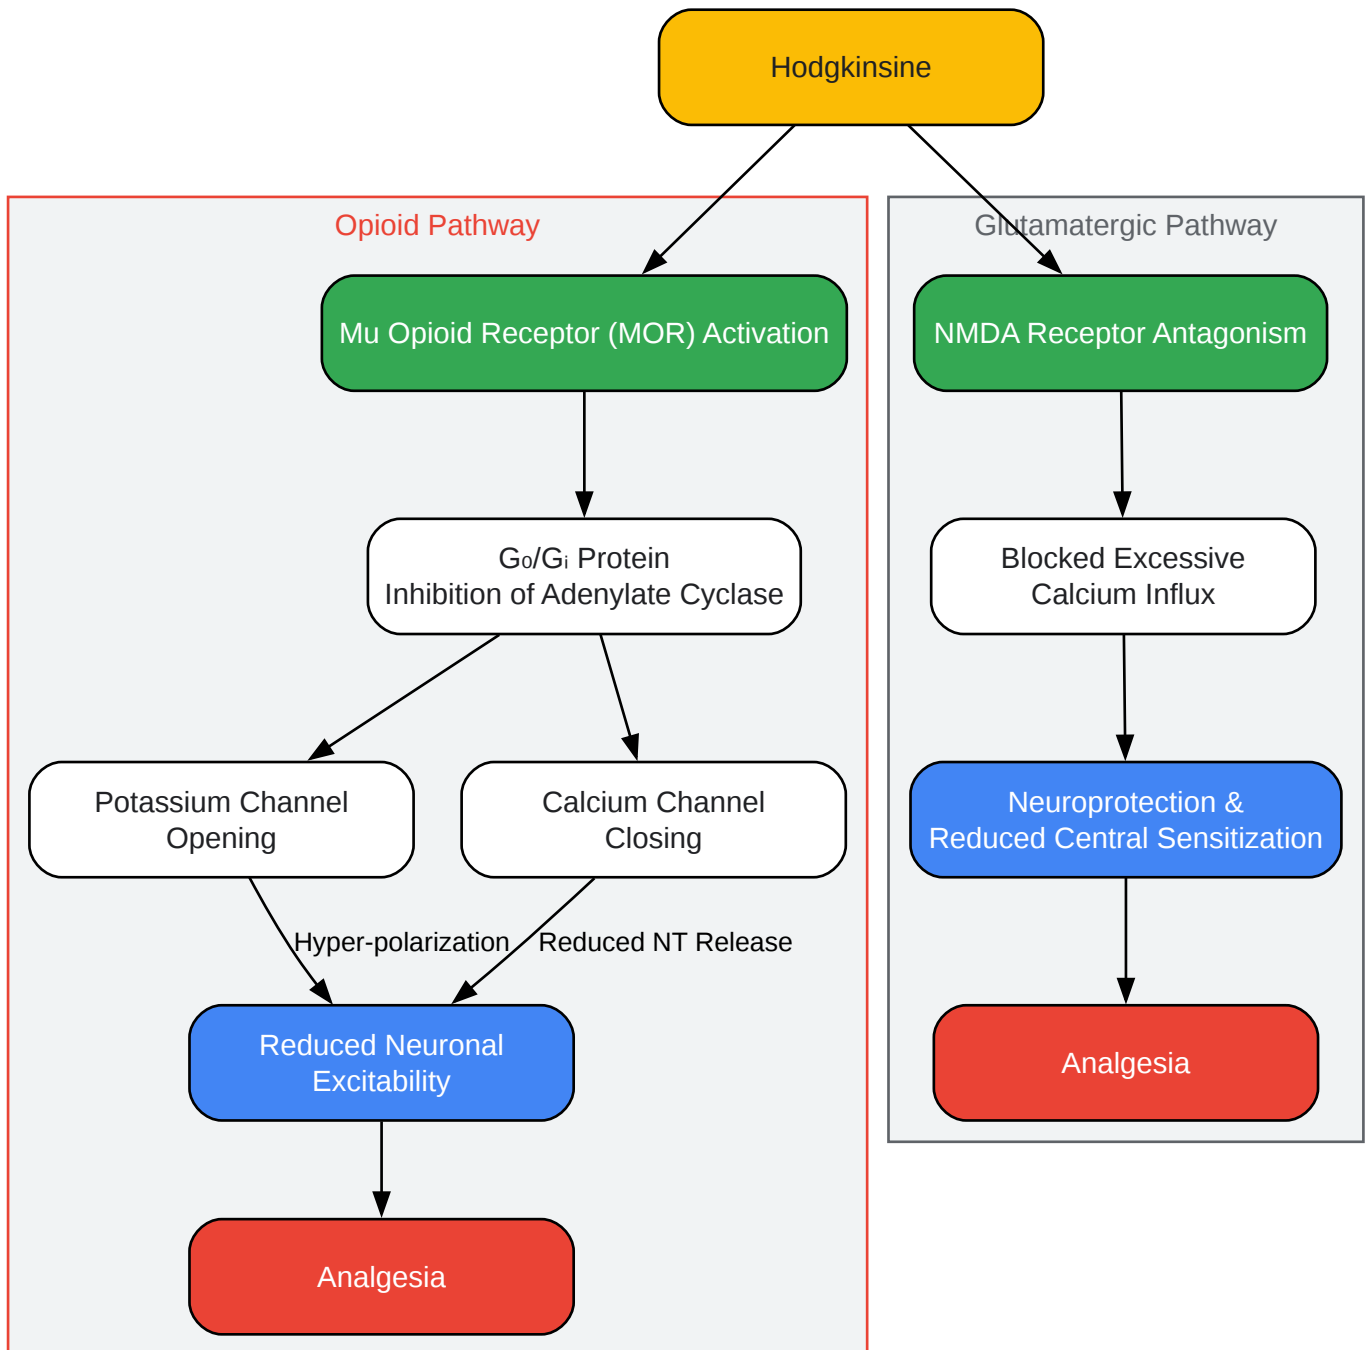 Hodgkinsine
Opioid Pathway
Glutamatergic Pathway
Mu Opioid Receptor (MOR) Activation
NMDA Receptor Antagonism
G₀/Gᵢ Protein
Inhibition of Adenylate Cyclase
Blocked Excessive
Calcium Influx
Potassium Channel
Opening
Calcium Channel
Closing
Neuroprotection &
Reduced Central Sensitization
Hyper-polarization
Reduced NT Release
Reduced Neuronal
Excitability
Analgesia
Analgesia